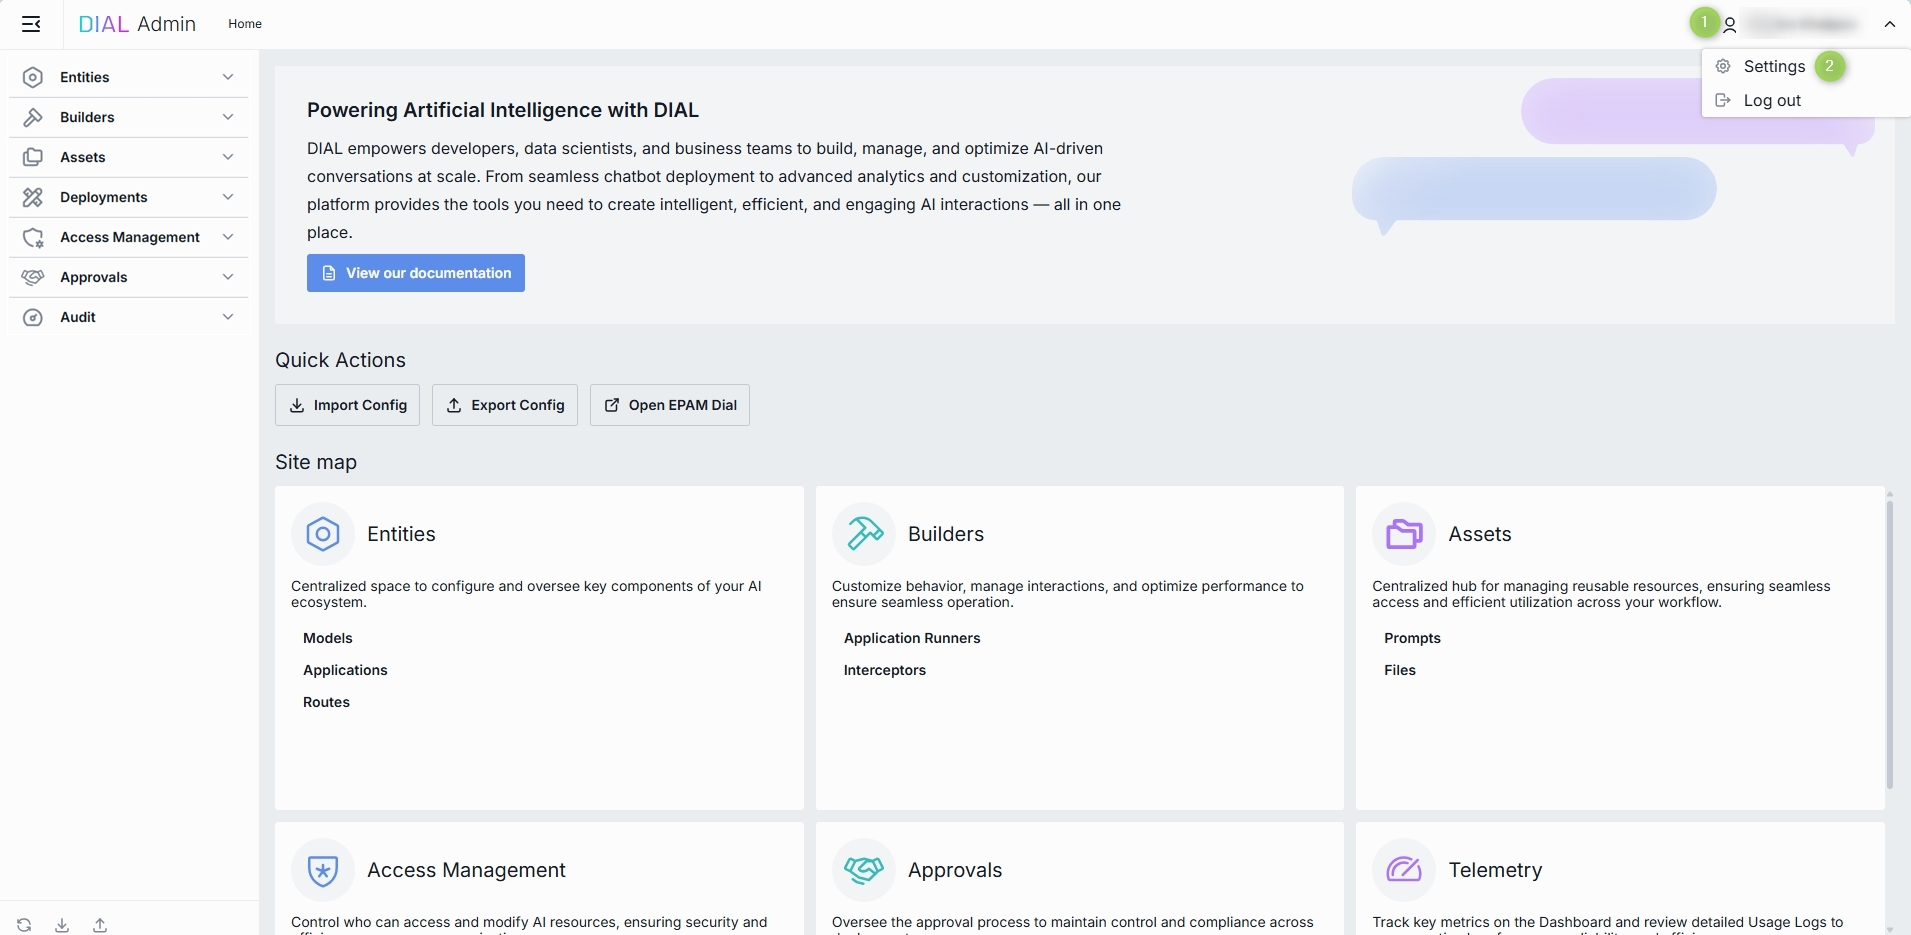 DIAL Admin
Home
1
Settings 2
Log out
Entities
Builders
Assets
Deployments
Access Management
Approvals
Audit
Powering Artificial Intelligence with DIAL
DIAL empowers developers, data scientists, and business teams to build, manage, and optimize AI-driven
conversations at scale. From seamless chatbot deployment to advanced analytics and customization, our
platform provides the tools you need to create intelligent, efficient, and engaging AI interactions — all in one
place.
View our documentation
Quick Actions
Import Config
Export Config
Open EPAM Dial
Site map
Entities
Centralized space to configure and oversee key components of your AI
ecosystem.
Models
Applications
Routes
Builders
Customize behavior, manage interactions, and optimize performance to
ensure seamless operation.
Application Runners
Interceptors
Assets
Centralized hub for managing reusable resources, ensuring seamless
access and efficient utilization across your workflow.
Prompts
Files
Access Management
Control who can access and modify AI resources, ensuring security and
Approvals
Oversee the approval process to maintain control and compliance across
Telemetry
Track key metrics on the Dashboard and review detailed Usage Logs to